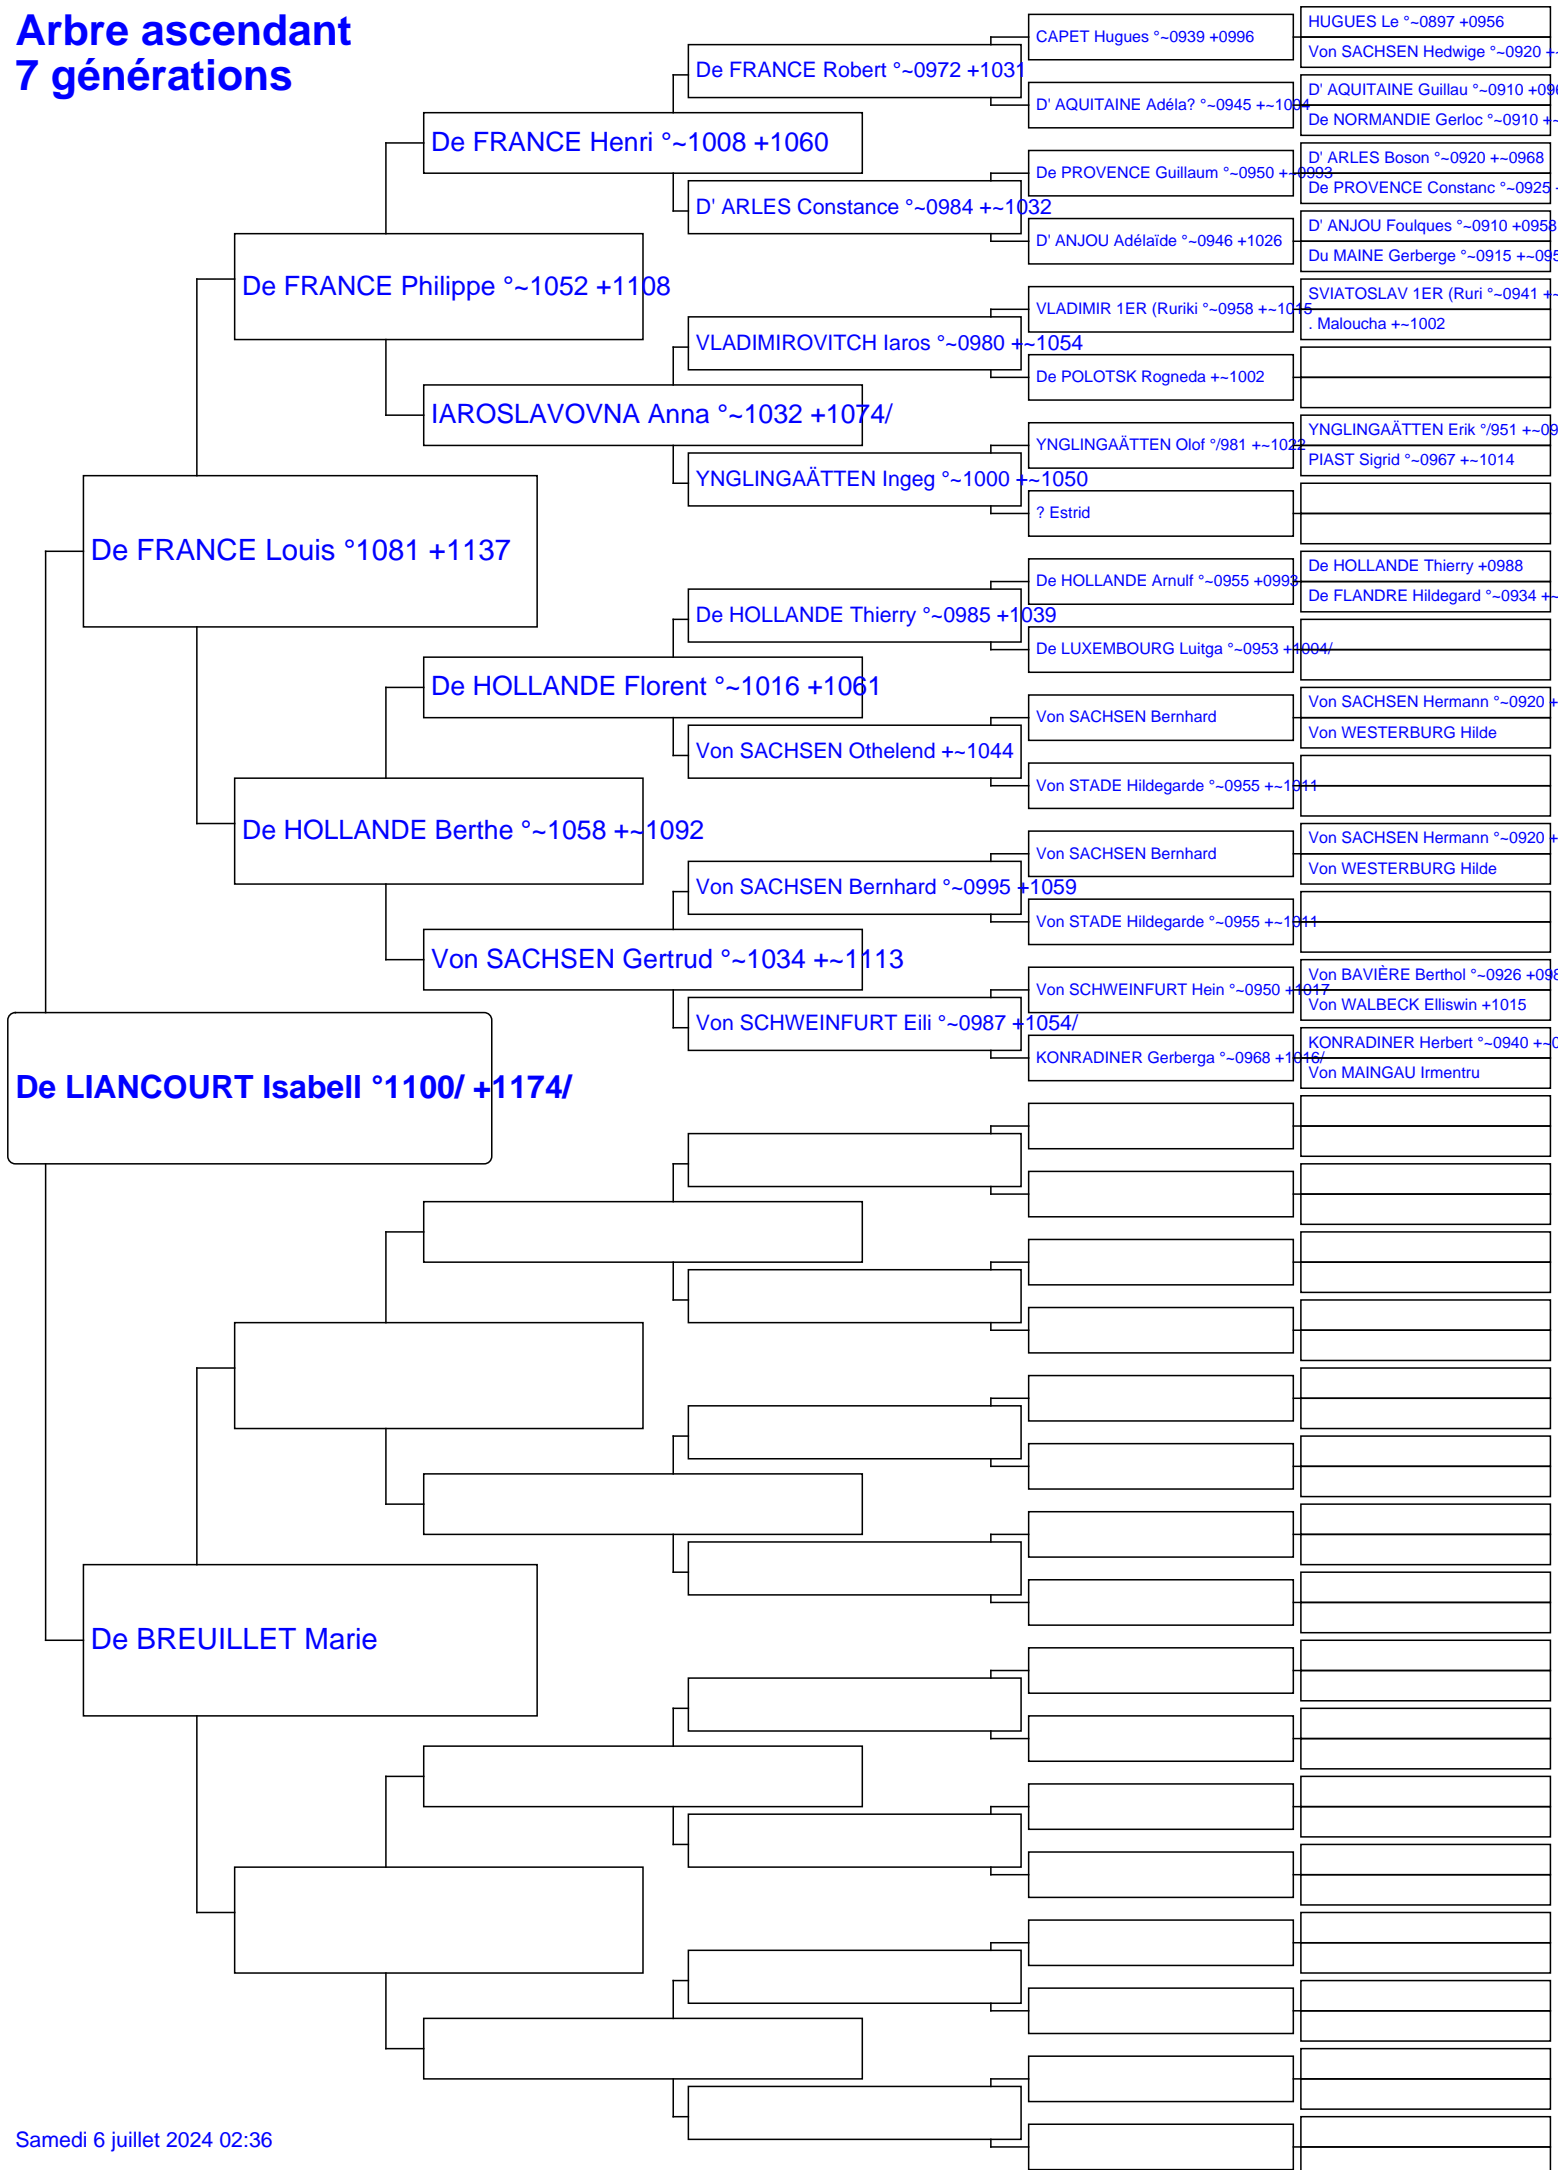 Arbre ascendant
7 générations
De LIANCOURT Isabell °1100/ +1174/
De FRANCE Louis °1081 +1137
De BREUILLET Marie
De FRANCE Philippe °~1052 +1108
De HOLLANDE Berthe °~1058 +~1092
De FRANCE Henri °~1008 +1060
IAROSLAVOVNA Anna °~1032 +1074/
De HOLLANDE Florent °~1016 +1061
Von SACHSEN Gertrud °~1034 +~1113
De FRANCE Robert °~0972 +1031
D' ARLES Constance °~0984 +~1032
VLADIMIROVITCH Iaros °~0980 +~1054
YNGLINGAÄTTEN Ingeg °~1000 +~1050
De HOLLANDE Thierry °~0985 +1039
Von SACHSEN Othelend +~1044
Von SACHSEN Bernhard °~0995 +1059
Von SCHWEINFURT Eili °~0987 +1054/
CAPET Hugues °~0939 +0996
D' AQUITAINE Adéla? °~0945 +~1004
De PROVENCE Guillaum °~0950 +~0993
D' ANJOU Adélaïde °~0946 +1026
VLADIMIR 1ER (Ruriki °~0958 +~1015
De POLOTSK Rogneda +~1002
YNGLINGAÄTTEN Olof °/981 +~1022
? Estrid
De HOLLANDE Arnulf °~0955 +0993
De LUXEMBOURG Luitga °~0953 +1004/
Von SACHSEN Bernhard
Von STADE Hildegarde °~0955 +~1011
Von SACHSEN Bernhard
Von STADE Hildegarde °~0955 +~1011
Von SCHWEINFURT Hein °~0950 +1017
KONRADINER Gerberga °~0968 +1016/
HUGUES Le °~0897 +0956
Von SACHSEN Hedwige °~0920
D' AQUITAINE Guillau °~0910
De NORMANDIE Gerloc °~0910
D' ARLES Boson °~0920 +~0968
De PROVENCE Constanc °~0925
D' ANJOU Foulques °~0910 +0958
Du MAINE Gerberge °~0915
SVIATOSLAV 1ER (Ruri °~0941
. Maloucha +~1002
YNGLINGAÄTTEN Erik °/951
PIAST Sigrid °~0967 +~1014
De HOLLANDE Thierry +0988
De FLANDRE Hildegard °~0934
Von SACHSEN Hermann °~0920
Von WESTERBURG Hilde
Von SACHSEN Hermann °~0920
Von WESTERBURG Hilde
Von BAVIÈRE Berthol °~0926
Von WALBECK Elliswin +1015
KONRADINER Herbert °~0940
Von MAINGAU Irmentru
Samedi 6 juillet 2024 02:36